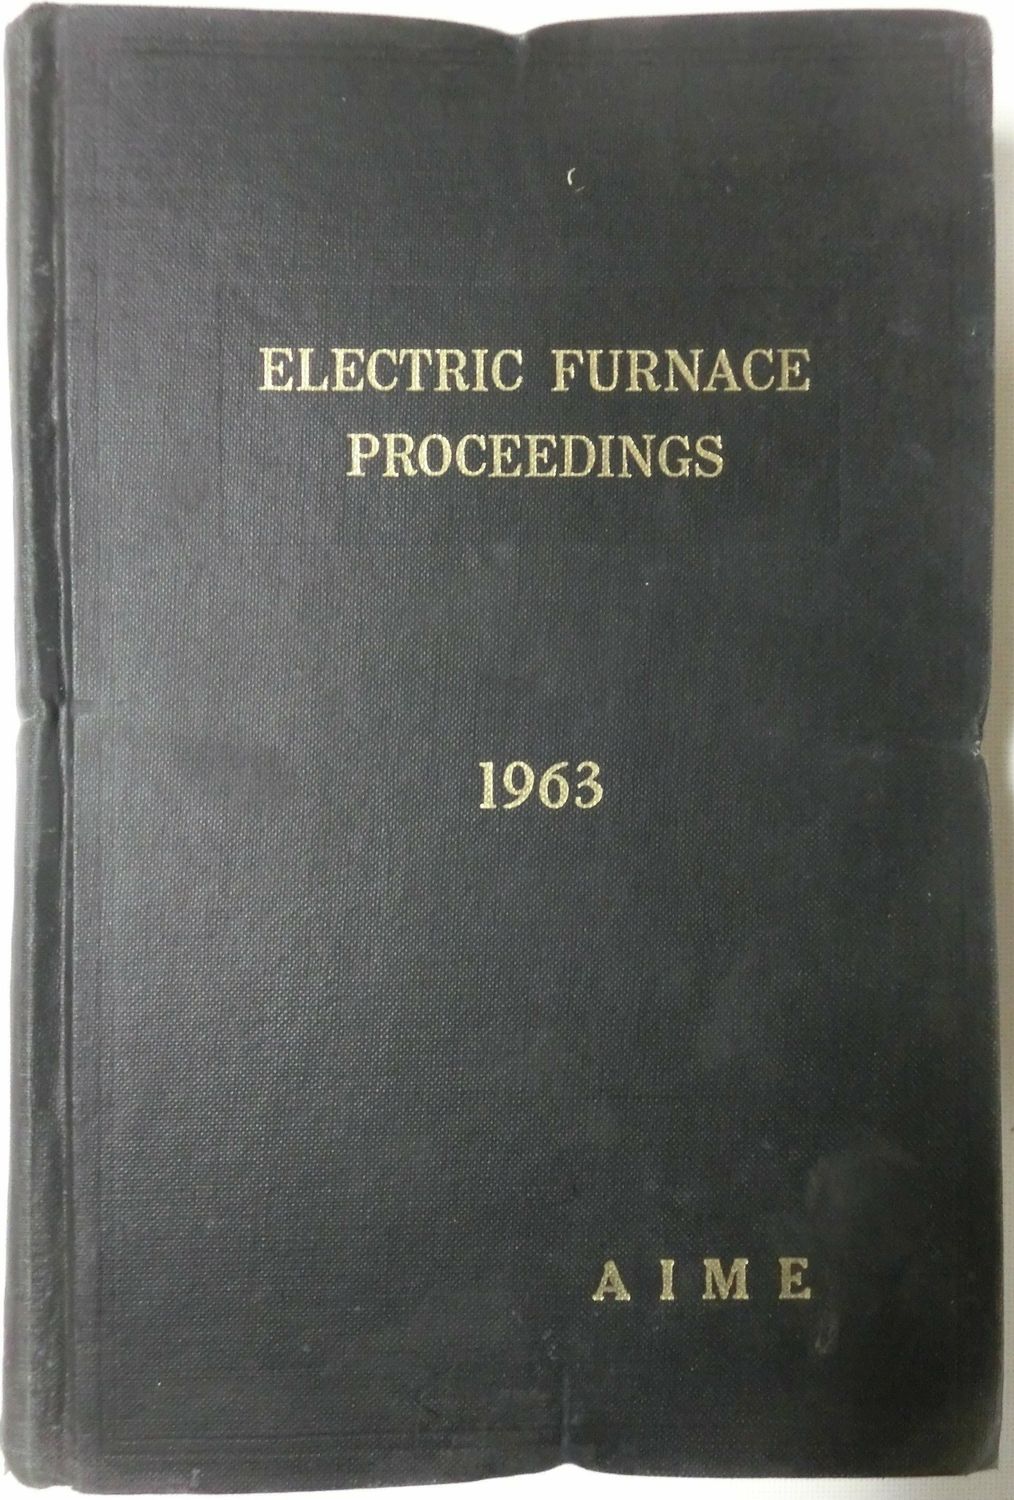 ELECTRIC FURNACE
PROCEEDINGS
1963
AIME